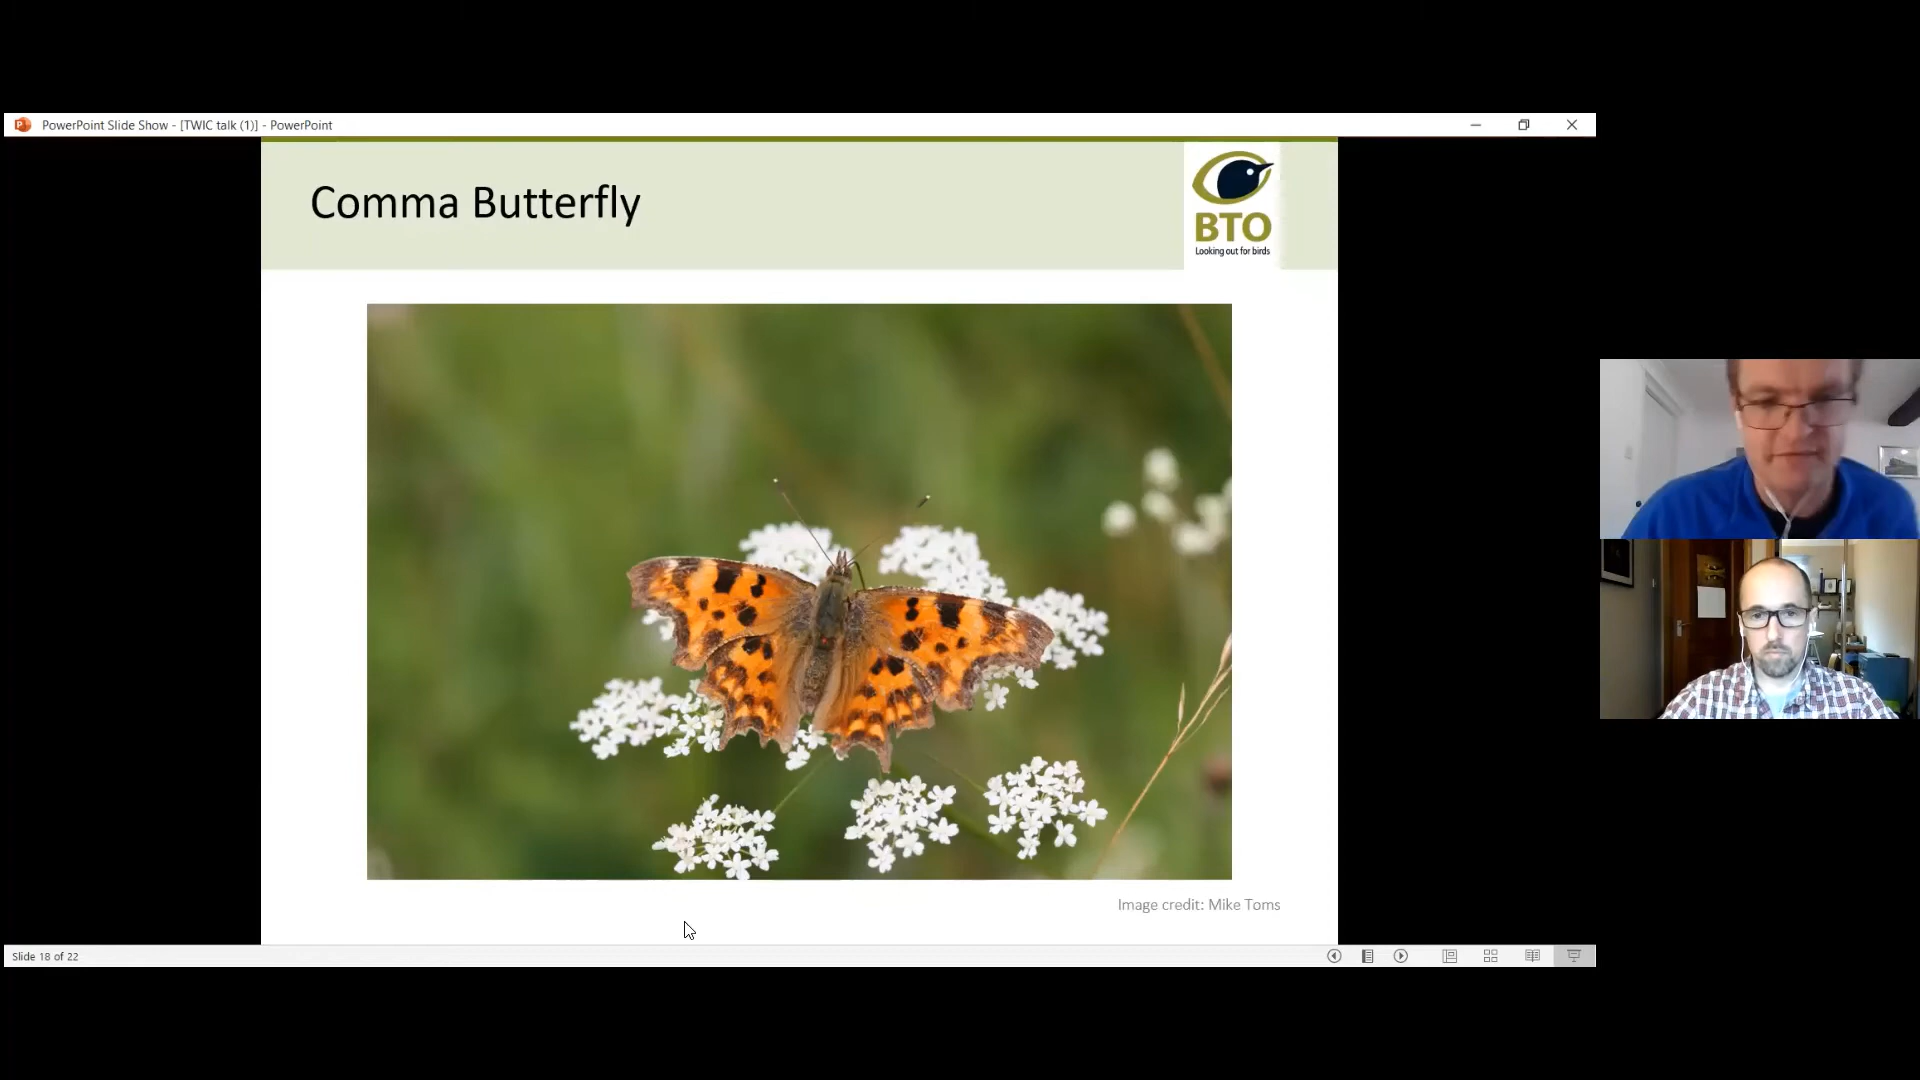 PowerPoint Slide Show - [TWIC talk (1)] - PowerPoint
Comma Butterfly
BTO
Looking out for birds
Image credit: Mike Toms
Slide 18 of 22